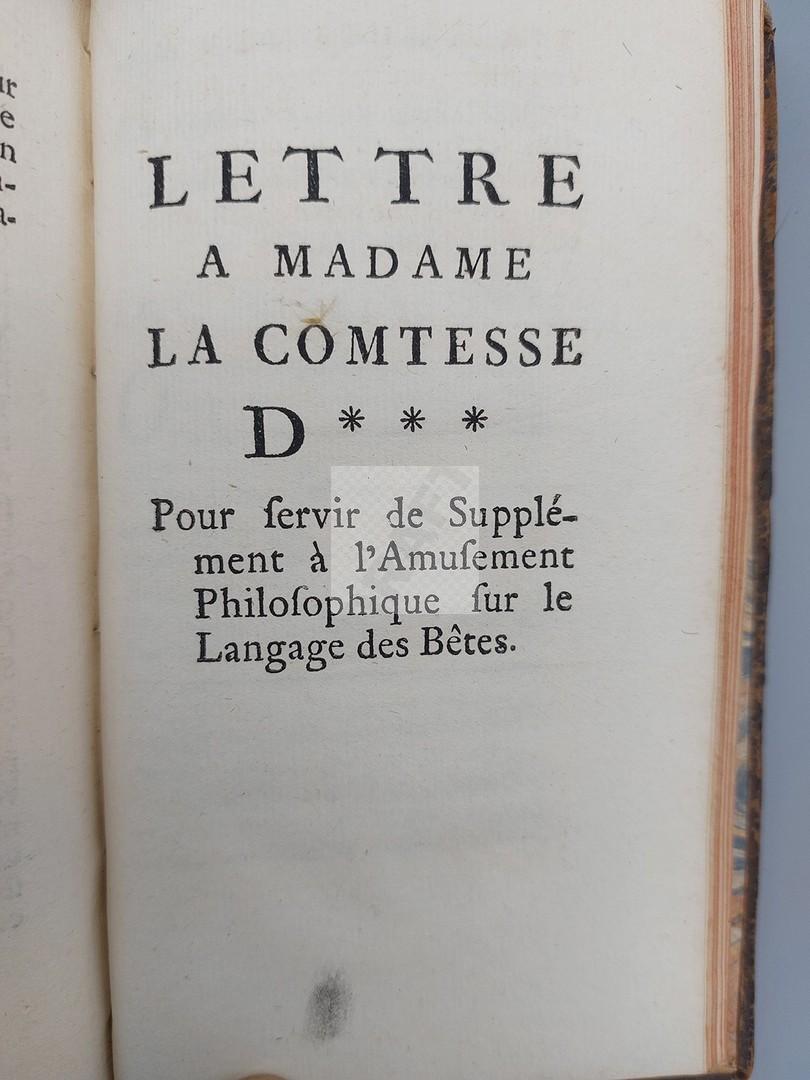 LETTRE
A MADAME
LA COMTESSE
D * * *
Pour ſervir de Supplé-
ment à l'Amuſement
Philoſophique ſur le
Langage des Bêtes.